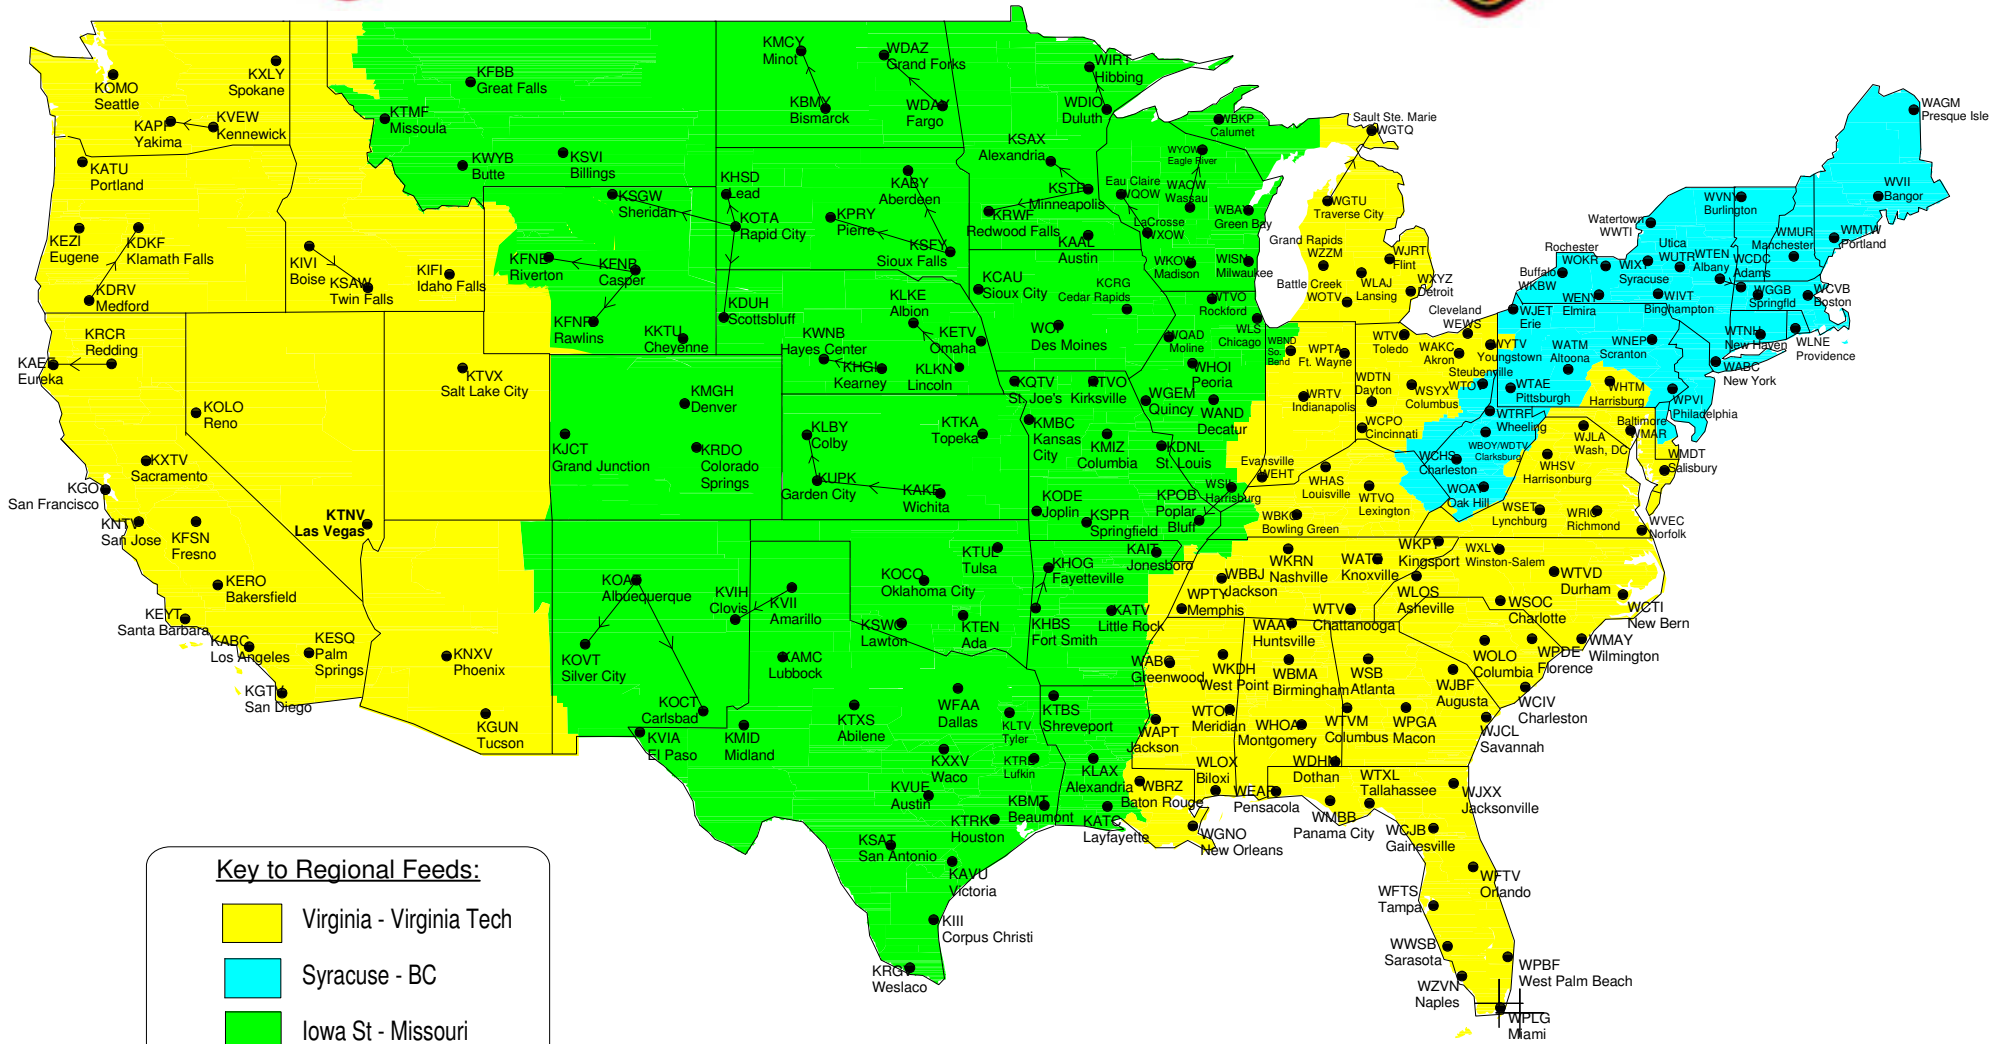 KOMO
Seattle
KXLY
Spokane
KAPP
Yakima
KVEW
Kennewick
KATU
Portland
KEZI
Eugene
KDKF
Klamath Falls
KDRV
Medford
KIVI
Boise
KSAW
Twin Falls
KIFI
Idaho Falls
KRCR
Redding
KAEF
Eureka
KOLO
Reno
KXTV
Sacramento
KGO
San Francisco
KNTV
San Jose
KFSN
Fresno
KTNV
Las Vegas
KERO
Bakersfield
KEYT
Santa Barbara
KABC
Los Angeles
KESQ
Palm
Springs
KGTV
San Diego
KTVX
Salt Lake City
KNXV
Phoenix
KGUN
Tucson
KFBB
Great Falls
KTMF
Missoula
KWYB
Butte
KSVI
Billings
KSGW
Sheridan
KFNE
Riverton
KFNB
Casper
KFNR
Rawlins
KKTU
Cheyenne
KMCY
Minot
WDAZ
Grand Forks
KBMY
Bismarck
WDAY
Fargo
KHSD
Lead
KOTA
Rapid City
KDUH
Scottsbluff
KABY
Aberdeen
KPRY
Pierre
KSFY
Sioux Falls
KLKE
Albion
KWNB
Hayes Center
KETV
Omaha
KHGI
Kearney
KLKN
Lincoln
KMGH
Denver
KJCT
Grand Junction
KRDO
Colorado
Springs
KLBY
Colby
KTKA
Topeka
KUPK
Garden City
KAKE
Wichita
WIRT
Hibbing
WDIO
Duluth
KSAX
Alexandria
KSTP
Minneapolis
KRWF
Redwood Falls
KAAL
Austin
KCAU
Sioux City
KCRG
Cedar Rapids
WOI
Des Moines
KQTV
St. Joe's
KTVO
Kirksville
KMBC
Kansas
City
KMIZ
Columbia
KDNL
St. Louis
KODE
Joplin
KSPR
Springfield
KPOB
Poplar
Bluff
WBKP
Calumet
WYOW
Eagle River
Eau Claire
WQOW
WAOW
Wassau
LaCrosse
WXOW
WBAY
Green Bay
WKOW
Madison
WISN
Milwaukee
WTVO
Rockford
WLS
Chicago
WQAD
Moline
WHOI
Peoria
WGEM
Quincy
WAND
Decatur
WSIL
Harrisburg
KOAT
Albuequerque
KVIH
Clovis
KVII
Amarillo
KOVT
Silver City
KOCT
Carlsbad
KVIA
El Paso
KAMC
Lubbock
KMID
Midland
KTUL
Tulsa
KOCO
Oklahoma City
KSWO
Lawton
KTEN
Ada
KHOG
Fayetteville
KAIT
Jonesboro
KHBS
Fort Smith
KATV
Little Rock
KTXS
Abilene
WFAA
Dallas
KLTV
Tyler
KTRE
Lufkin
KXXV
Waco
KVUE
Austin
KTRK
Houston
KBMT
Beaumont
KSAT
San Antonio
KAVU
Victoria
KIII
Corpus Christi
KRGV
Weslaco
KTBS
Shreveport
KLAX
Alexandria
KATC
Layfayette
WBRZ
Baton Rouge
WGNO
New Orleans
Sault Ste. Marie
WGTQ
WGTU
Traverse City
Grand Rapids
WZZM
WJRT
Flint
Battle Creek
WOTV
WLAJ
Lansing
WXYZ
Detroit
WBND
So.
Bend
WPTA
Ft. Wayne
WRTV
Indianapolis
Evansville
WEHT
WTVG
Toledo
Cleveland
WEWS
WAKC
Akron
WYTV
Youngstown
WDTN
Dayton
WSYX
Columbus
WCPO
Cincinnati
Steubenville
WTOV
WTRF
Wheeling
WBOY/WDTV
Clarksburg
WCHS
Charleston
WOAY
Oak Hill
WHAS
Louisville
WTVQ
Lexington
WBKO
Bowling Green
WKRN
Nashville
WATE
Knoxville
WBBJ
Jackson
WPTY
Memphis
WTVC
Chattanooga
WKPT
Kingsport
WLOS
Asheville
WXLV
Winston-Salem
WTVD
Durham
WSOC
Charlotte
WCTI
New Bern
WMAY
Wilmington
WOLO
Columbia
WPDE
Florence
WCIV
Charleston
WABG
Greenwood
WKDH
West Point
WTOK
Meridian
WAPT
Jackson
WLOX
Biloxi
WAAY
Huntsville
WBMA
Birmingham
WHOA
Montgomery
WDHN
Dothan
WSB
Atlanta
WJBF
Augusta
WTVM
Columbus
WPGA
Macon
WJCL
Savannah
WEAR
Pensacola
WMBB
Panama City
WTXL
Tallahassee
WJXX
Jacksonville
WCJB
Gainesville
WFTV
Orlando
WFTS
Tampa
WWSB
Sarasota
WZVN
Naples
WPBF
West Palm Beach
WPLG
Miami
WAGM
Presque Isle
WVII
Bangor
WMTW
Portland
WVNY
Burlington
WMUR
Manchester
Watertown
WWTI
Rochester
WOKR
Buffalo
WKBW
Utica
WUTR
WIXT
Syracuse
WTEN
Albany
WCDC
Adams
WGGB
Springfld
WCVB
Boston
WENY
Elmira
WIVT
Binghampton
WTNH
New Haven
WLNE
Providence
WABC
New York
WJET
Erie
WNEP
Scranton
WATM
Altoona
WTAE
Pittsburgh
WHTM
Harrisburg
WPVI
Philadelphia
Baltimore
WMAR
WJLA
Wash, DC
WMDT
Salisbury
WHSV
Harrisonburg
WSET
Lynchburg
WRIC
Richmond
WVEC
Norfolk
Key to Regional Feeds:
Virginia - Virginia Tech
Syracuse - BC
Iowa St - Missouri